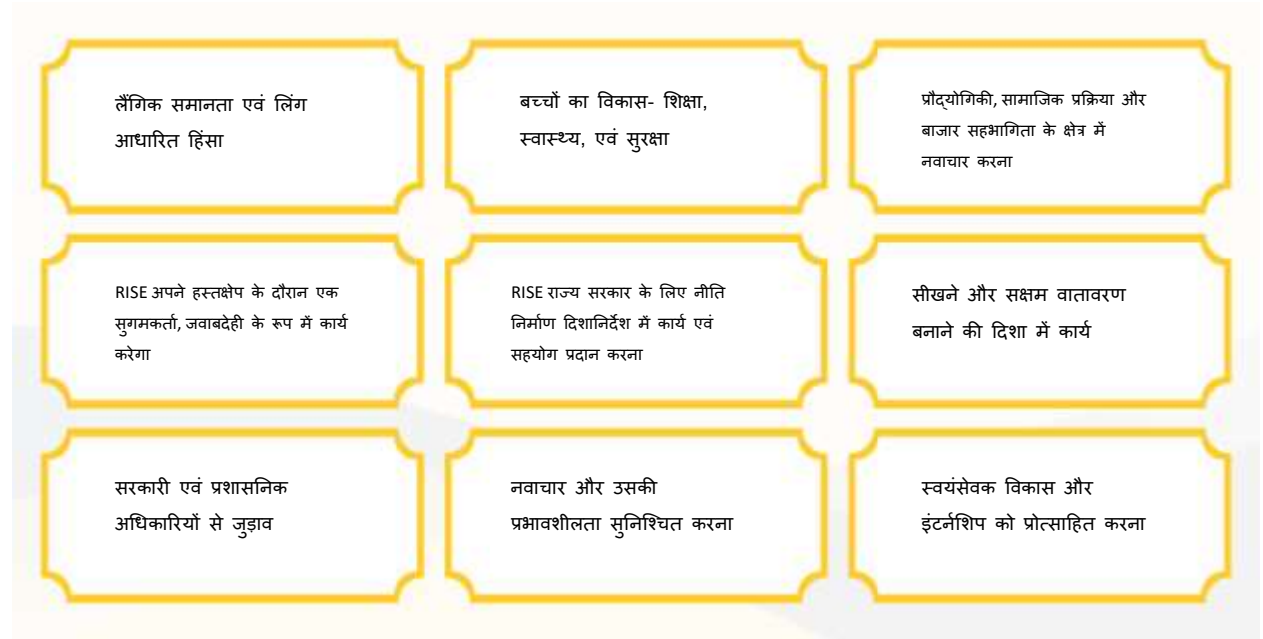 लैंगिक समानता एवं लिंग
आधारित हिंसा
बच्चों का विकास- शिक्षा,
स्वास्थ्य, एवं सुरक्षा
प्रौद्योगिकी, सामाजिक प्रक्रिया और
बाजार सहभागिता के क्षेत्र में
नवाचार करना
RISE अपने हस्तक्षेप के दौरान एक
सुगमकर्ता, जवाबदेही के रूप में कार्य
करेगा
RISE राज्य सरकार के लिए नीति
निर्माण दिशानिर्देश में कार्य एवं
सहयोग प्रदान करना
सीखने और सक्षम वातावरण
बनाने की दिशा में कार्य
सरकारी एवं प्रशासनिक
अधिकारियों से जुड़ाव
नवाचार और उसकी
प्रभावशीलता सुनिश्चित करना
स्वयंसेवक विकास और
इंटर्नशिप को प्रोत्साहित करना